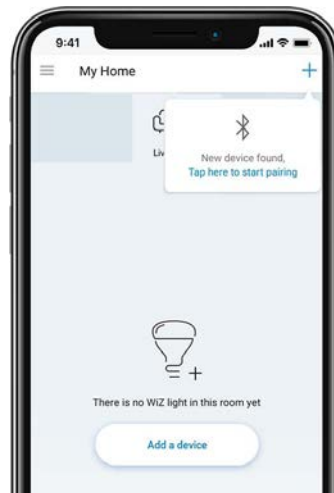 9:41
My Home
New device found,
Tap here to start pairing
There is no WiZ light in this room yet
Add a device